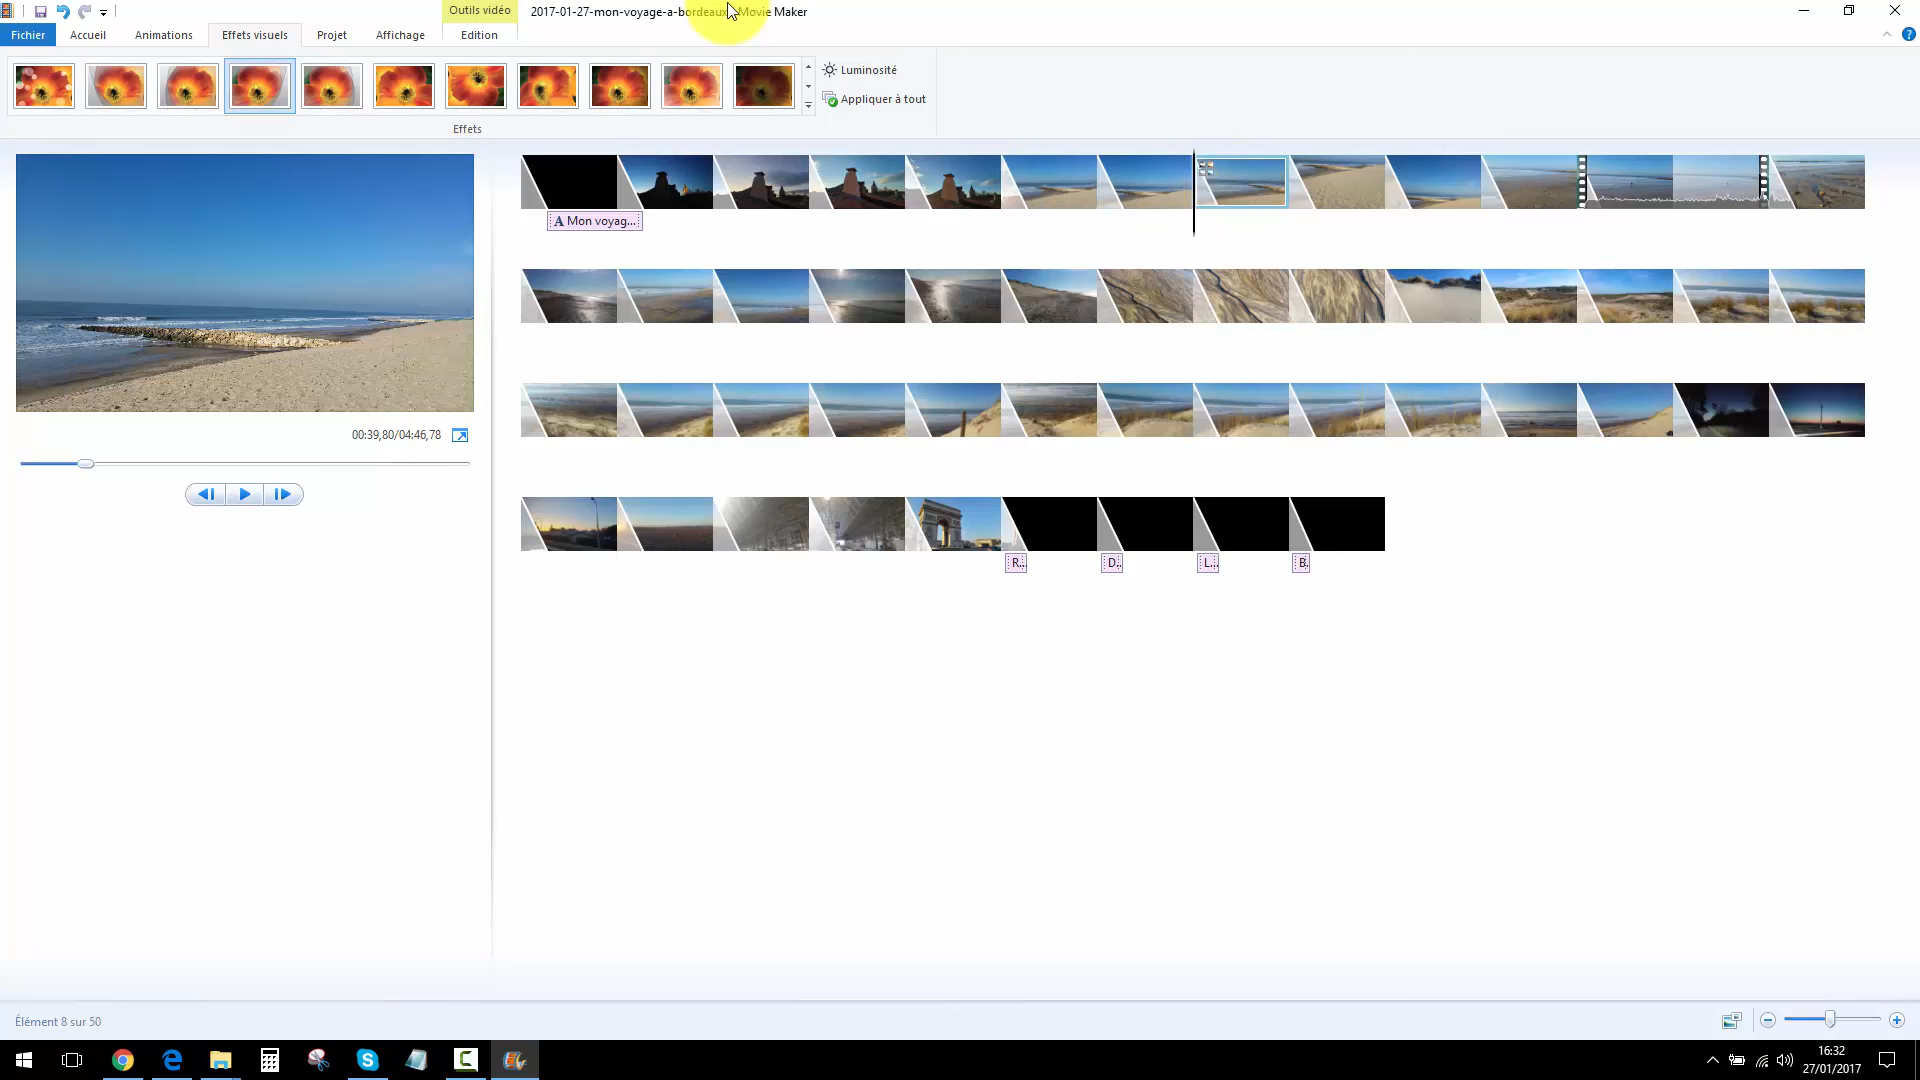 Outils vidéo
2017-01-27-mon-voyage-a-bordeaux - Movie Maker
Fichier
Accueil
Animations
Effets visuels
Projet
Affichage
Edition
Luminosité
Appliquer à tout
Effets
A Mon voyag...
00:39,80/04:46,78
R...
D...
L...
B
Élément 8 sur 50
16:32
27/01/2017